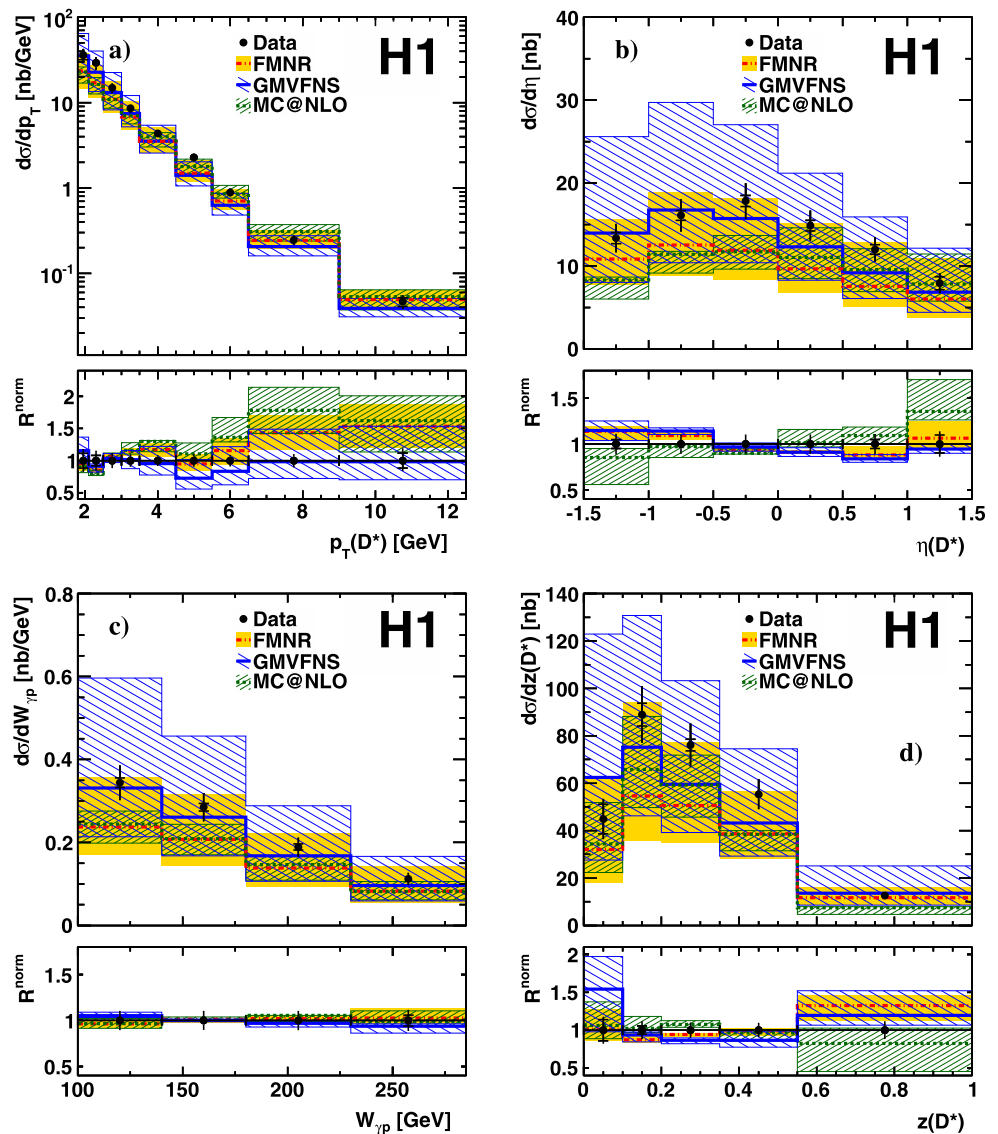 a)
H1
Data
FMNR
GMVFNS
MC@NLO
dσ/dp_T [nb/GeV]
10²
10
1
10⁻¹
R^norm
2
1.5
1
0.5
2 4 6 8 10 12
p_T(D*) [GeV]
b)
H1
Data
FMNR
GMVFNS
MC@NLO
dσ/dη [nb]
40
30
20
10
0
R^norm
1.5
1
0.5
-1.5 -1 -0.5 0 0.5 1 1.5
η(D*)
c)
H1
Data
FMNR
GMVFNS
MC@NLO
dσ/dW_γp [nb/GeV]
0.8
0.6
0.4
0.2
0
R^norm
1.5
1
0.5
100 150 200 250
W_γp [GeV]
H1
Data
FMNR
GMVFNS
MC@NLO
d)
dσ/dz(D*) [nb]
140
120
100
80
60
40
20
0
R^norm
2
1.5
1
0.5
0 0.2 0.4 0.6 0.8 1
z(D*)